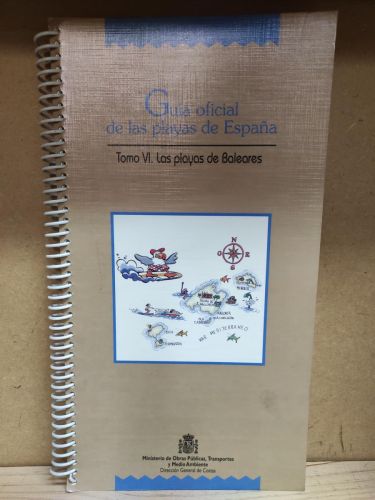 Guía oficial
de las playas de España
Tomo VI. Las playas de Baleares
N
O E
S
MAR MEDITERRANEO
Ministerio de Obras Públicas, Transportes
y Medio Ambiente
Dirección General de Costas